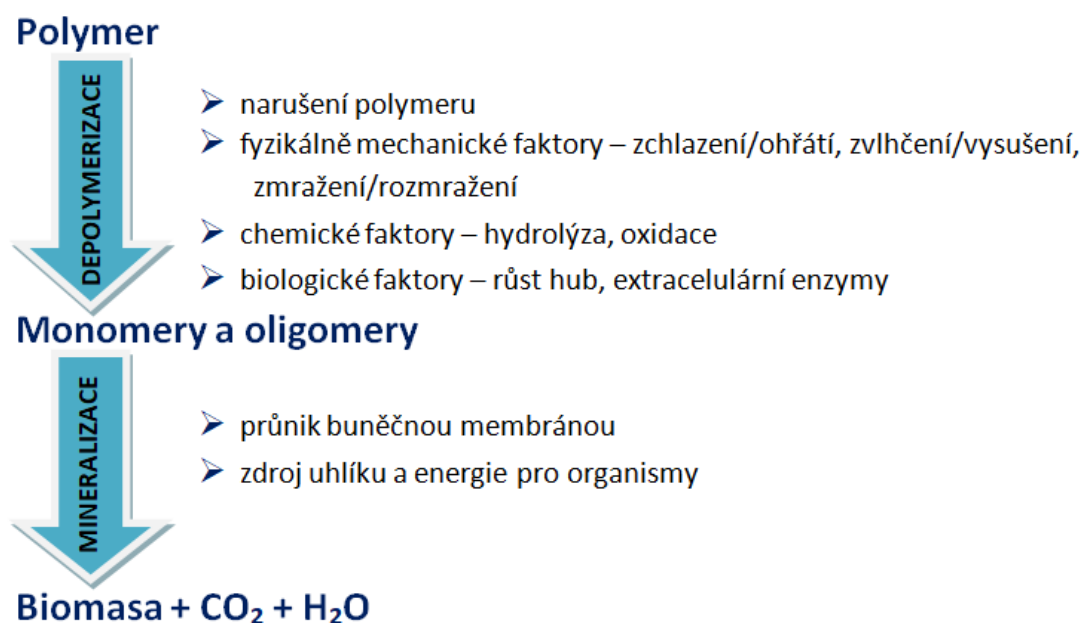 Polymer
DEPOLYMERIZACE
➢ narušení polymeru
➢ fyzikálně mechanické faktory – zchlazení/ohřátí, zvlhčení/vysušení,
zmražení/rozmražení
➢ chemické faktory – hydrolýza, oxidace
➢ biologické faktory – růst hub, extracelulární enzymy
Monomery a oligomery
MINERALIZACE
➢ průnik buněčnou membránou
➢ zdroj uhlíku a energie pro organismy
Biomasa + CO₂ + H₂O